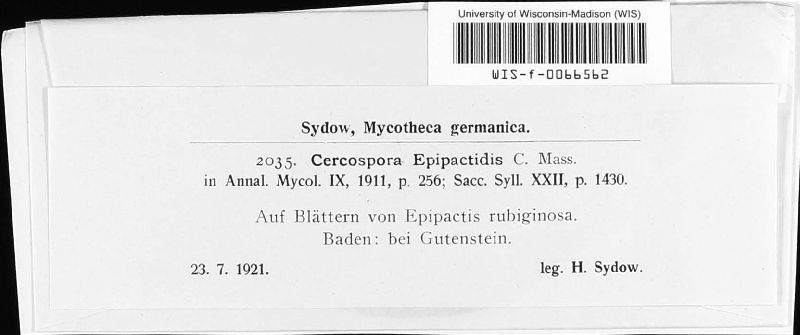 University of Wisconsin-Madison (WIS)
WIS-f-0066562
Sydow, Mycotheca germanica.
2035. Cercospora Epipactidis C. Mass.
in Annal. Mycol. IX, 1911, p. 256; Sacc. Syll. XXII, p. 1430.
Auf Blättern von Epipactis rubiginosa.
Baden: bei Gutenstein.
23. 7. 1921. leg. H. Sydow.